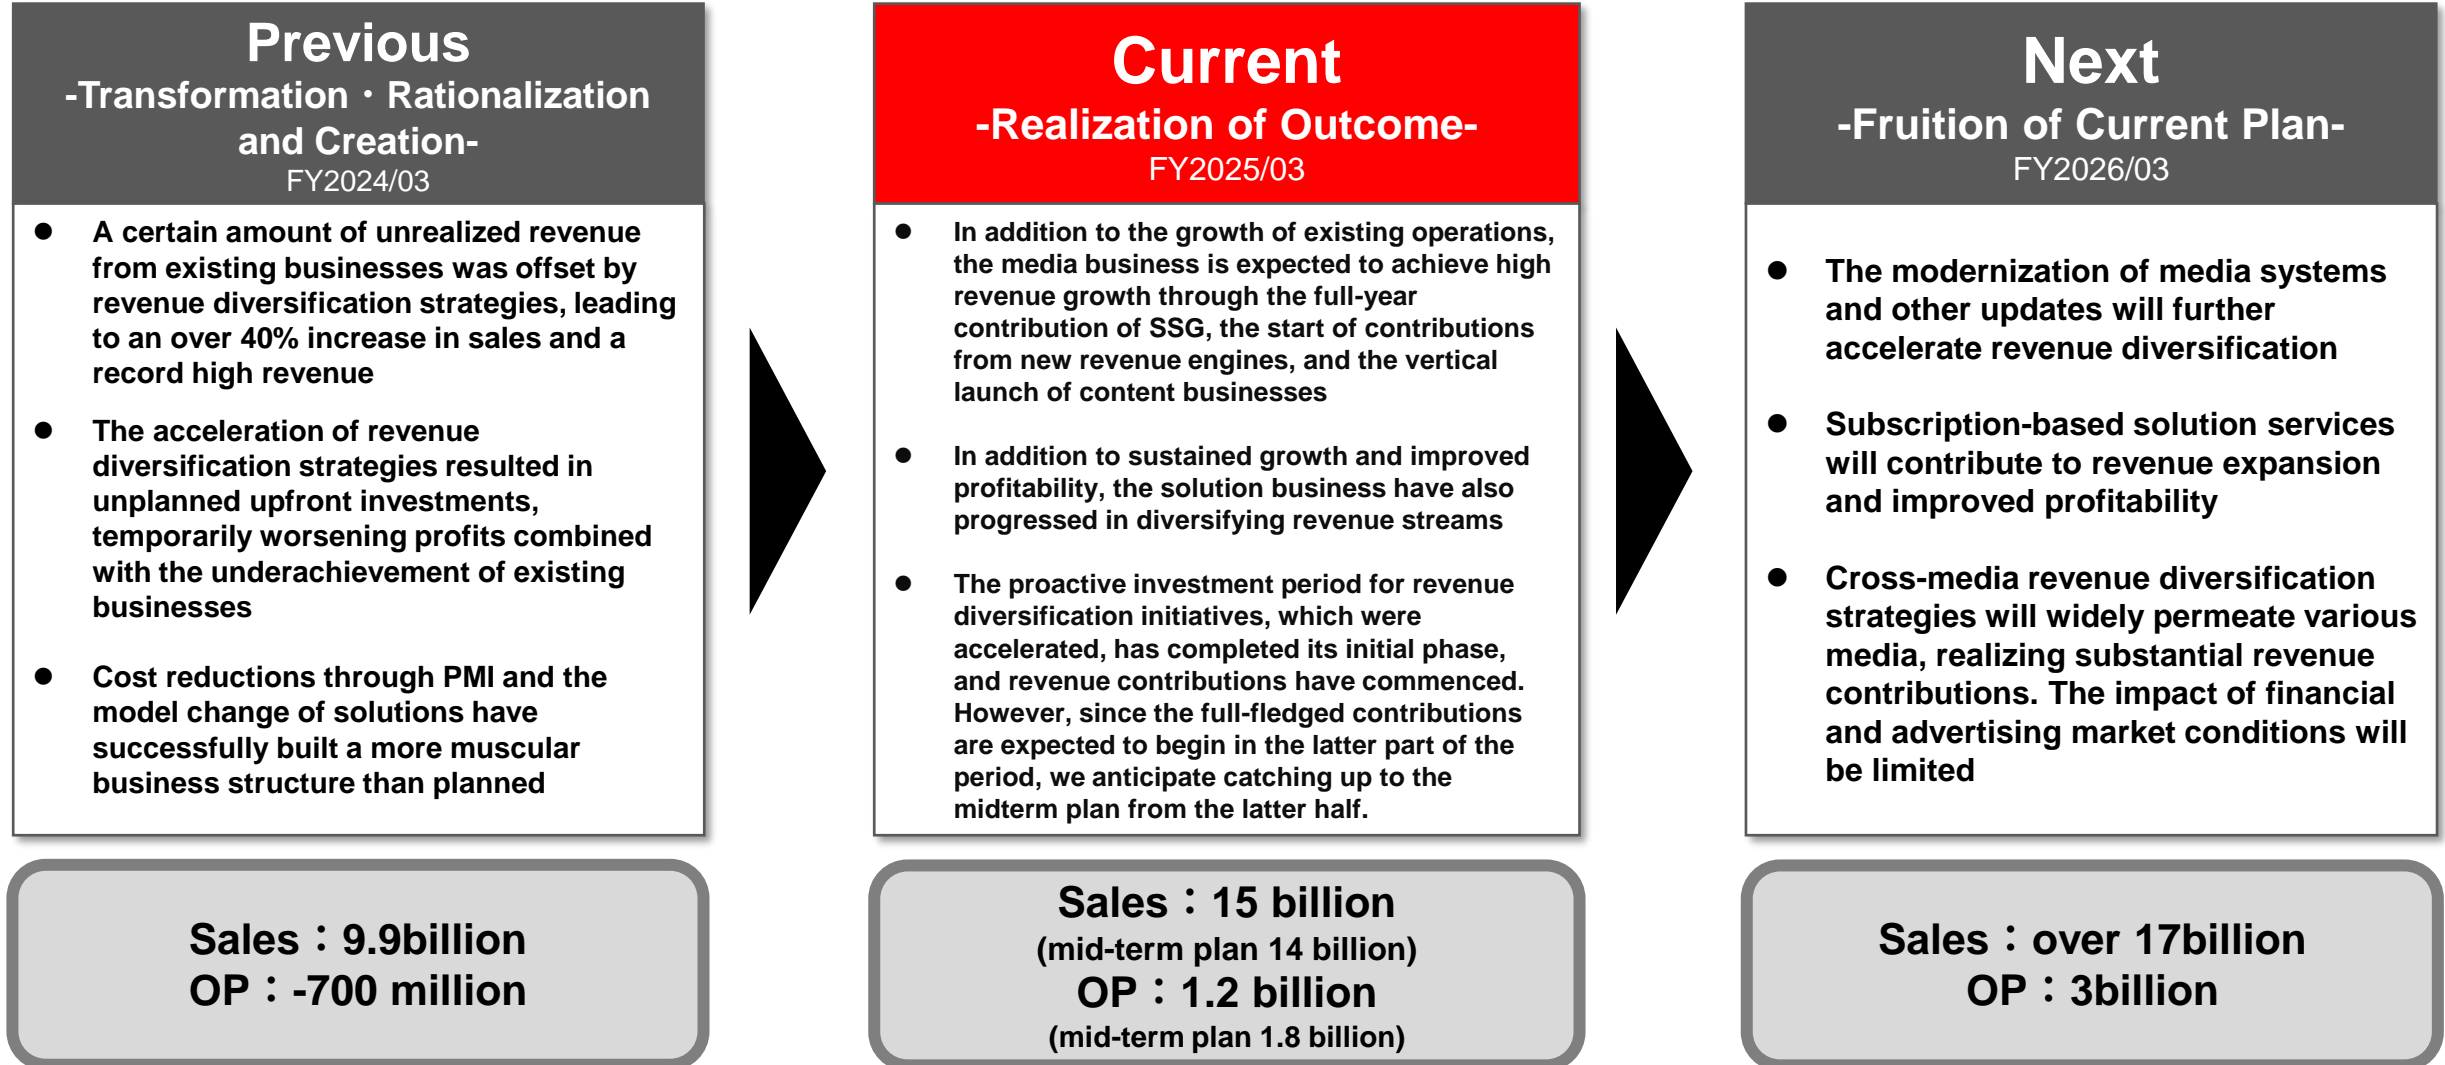 Previous
-Transformation・Rationalization
and Creation-
FY2024/03
● A certain amount of unrealized revenue
from existing businesses was offset by
revenue diversification strategies, leading
to an over 40% increase in sales and a
record high revenue
● The acceleration of revenue
diversification strategies resulted in
unplanned upfront investments,
temporarily worsening profits combined
with the underachievement of existing
businesses
● Cost reductions through PMI and the
model change of solutions have
successfully built a more muscular
business structure than planned
Sales：9.9billion
OP：-700 million
Current
-Realization of Outcome-
FY2025/03
● In addition to the growth of existing operations,
the media business is expected to achieve high
revenue growth through the full-year
contribution of SSG, the start of contributions
from new revenue engines, and the vertical
launch of content businesses
● In addition to sustained growth and improved
profitability, the solution business have also
progressed in diversifying revenue streams
● The proactive investment period for revenue
diversification initiatives, which were
accelerated, has completed its initial phase,
and revenue contributions have commenced.
However, since the full-fledged contributions
are expected to begin in the latter part of the
period, we anticipate catching up to the
midterm plan from the latter half.
Sales：15 billion
(mid-term plan 14 billion)
OP：1.2 billion
(mid-term plan 1.8 billion)
Next
-Fruition of Current Plan-
FY2026/03
● The modernization of media systems
and other updates will further
accelerate revenue diversification
● Subscription-based solution services
will contribute to revenue expansion
and improved profitability
● Cross-media revenue diversification
strategies will widely permeate various
media, realizing substantial revenue
contributions. The impact of financial
and advertising market conditions will
be limited
Sales：over 17billion
OP：3billion